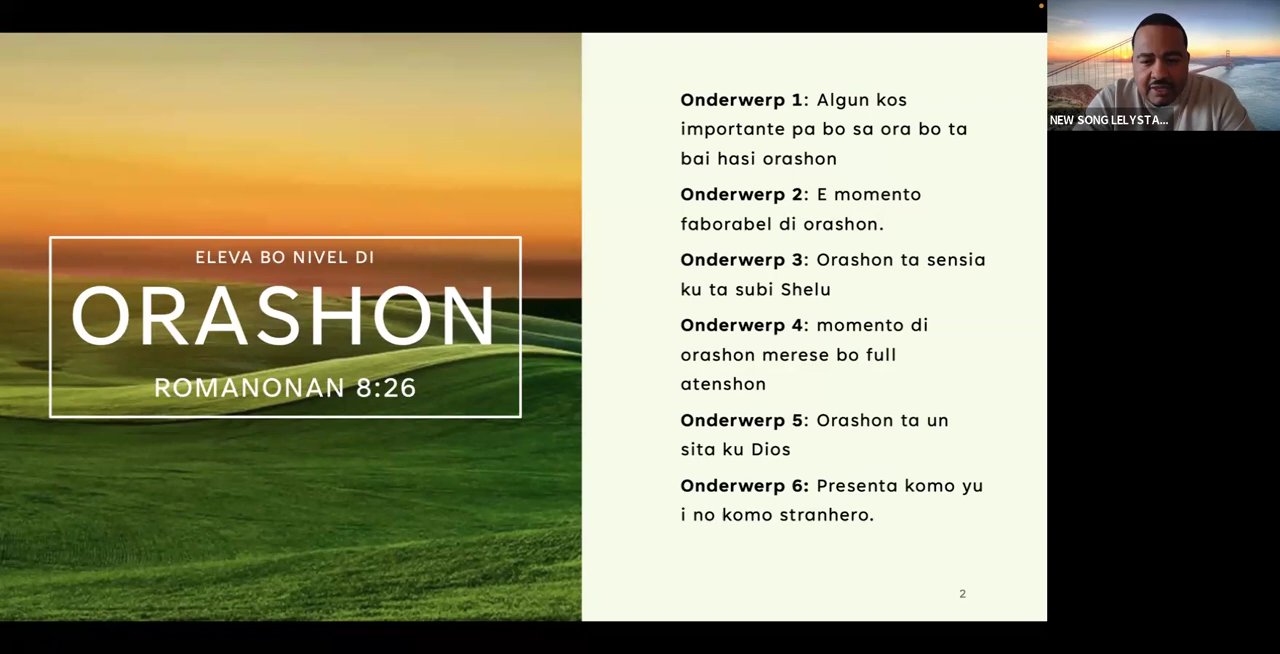 ELEVA BO NIVEL DI
ORASHON
ROMANONAN 8:26
Onderwerp 1: Algun kos
importante pa bo sa ora bo ta
bai hasi orashon
Onderwerp 2: E momento
faborabel di orashon.
Onderwerp 3: Orashon ta sensia
ku ta subi Shelu
Onderwerp 4: momento di
orashon merese bo full
atenshon
Onderwerp 5: Orashon ta un
sita ku Dios
Onderwerp 6: Presenta komo yu
i no komo stranhero.
2
NEW SONG LELYSTA...